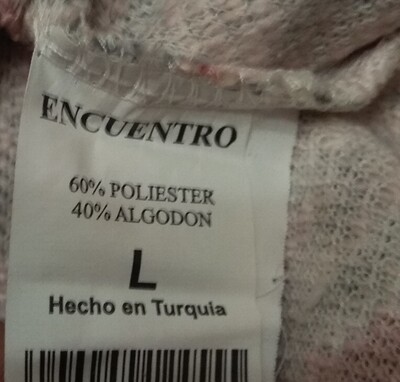 ENCUENTRO
60% POLIESTER
40% ALGODON
L
Hecho en Turquia